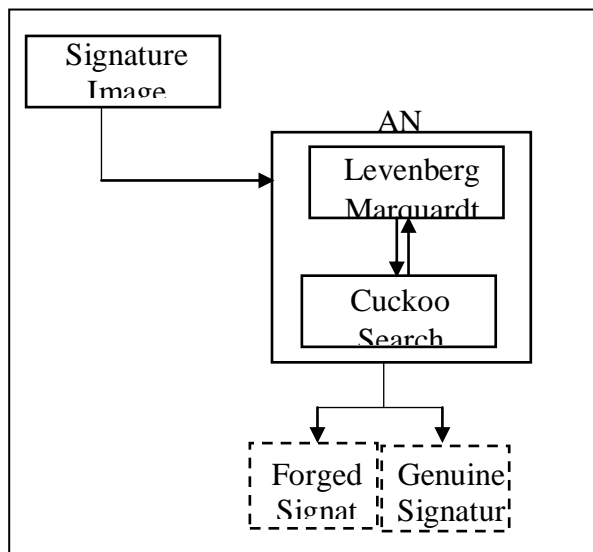 Signature
Image
AN
Levenberg
Marquardt
Cuckoo
Search
Forged
Signat
Genuine
Signatur